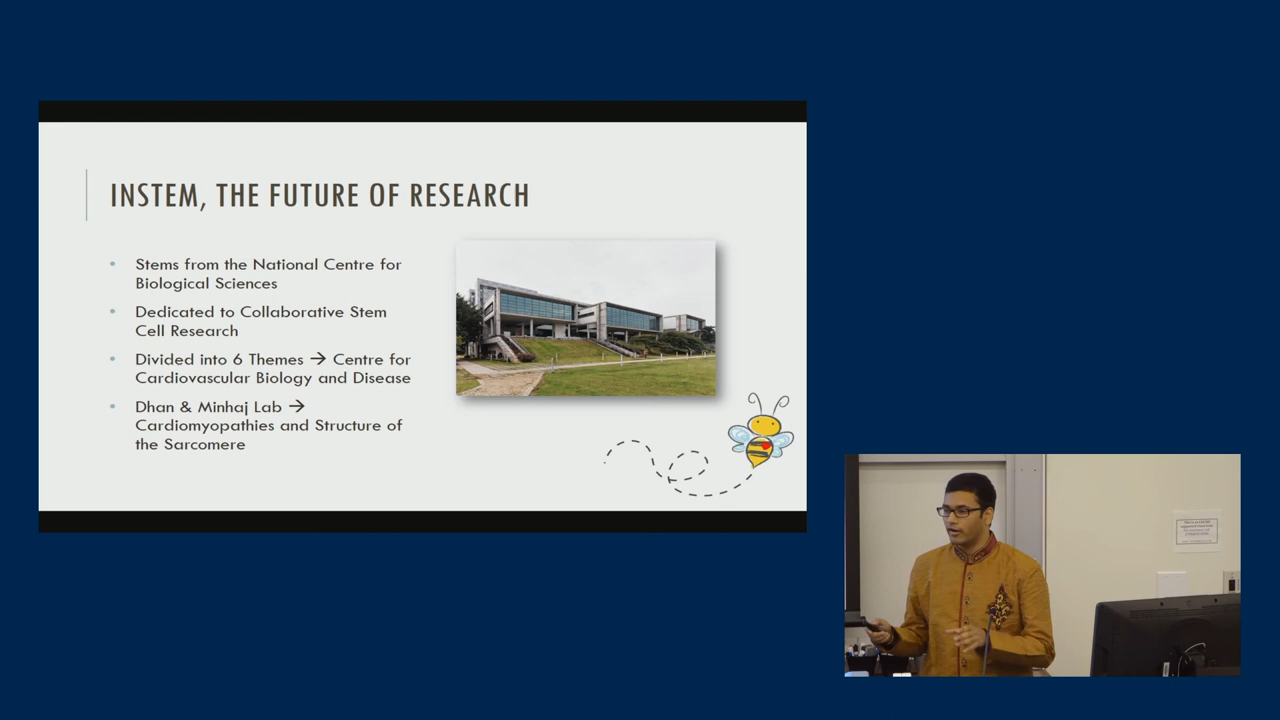 INSTEM, THE FUTURE OF RESEARCH
Stems from the National Centre for
Biological Sciences
Dedicated to Collaborative Stem
Cell Research
Divided into 6 Themes → Centre for
Cardiovascular Biology and Disease
Dhan & Minhaj Lab →
Cardiomyopathies and Structure of
the Sarcomere